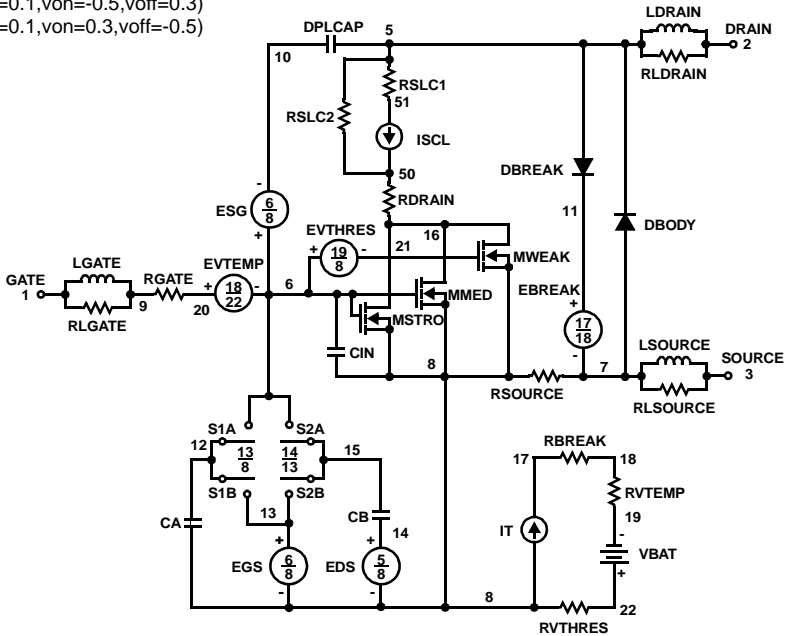 =0.1,von=-0.5,voff=0.3)
=0.1,von=0.3,voff=-0.5)
DPLCAP
5
10
LDRAIN
DRAIN
2
RLDRAIN
RSLC1
51
RSLC2
ISCL
50
RDRAIN
DBREAK
11
DBODY
-
ESG
6
8
+
EVTHRES
+
19
8
-
16
21
MWEAK
LGATE
GATE
1
RLGATE
9
RGATE
20
EVTEMP
+
18
22
-
6
MMED
MSTRO
CIN
EBREAK
+
17
18
-
LSOURCE
SOURCE
3
RLSOURCE
8
RSOURCE
7
S1A
S2A
12
13
8
14
13
15
S1B
S2B
13
CA
CB
14
+
EGS
6
8
-
+
EDS
5
8
-
RBREAK
17
18
RVTEMP
19
IT
-
VBAT
+
8
22
RVTHRES